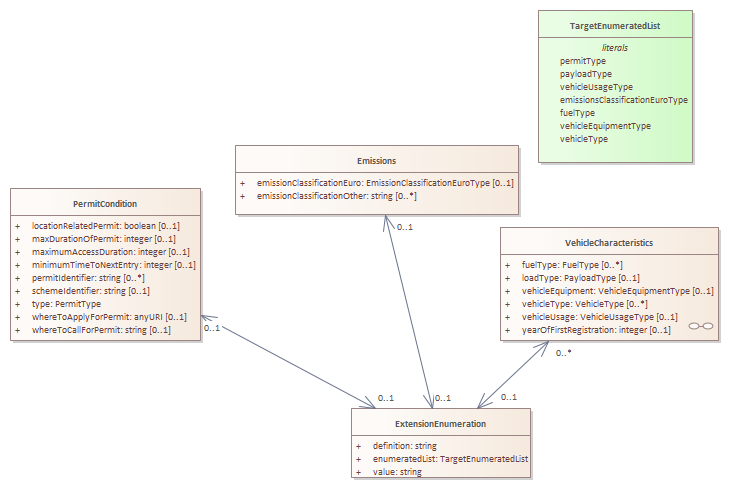 TargetEnumeratedList
literals
permitType
payloadType
vehicleUsageType
emissionsClassificationEuroType
fuelType
vehicleEquipmentType
vehicleType
Emissions
+ emissionClassificationEuro: EmissionClassificationEuroType [0..1]
+ emissionClassificationOther: string [0..*]
PermitCondition
+ locationRelatedPermit: boolean [0..1]
+ maxDurationOfPermit: integer [0..1]
+ maximumAccessDuration: integer [0..1]
+ minimumTimeToNextEntry: integer [0..1]
+ permitIdentifier: string [0..*]
+ schemeIdentifier: string [0..1]
+ type: PermitType
+ whereToApplyForPermit: anyURI [0..1]
+ whereToCallForPermit: string [0..1]
VehicleCharacteristics
+ fuelType: FuelType [0..*]
+ loadType: PayloadType [0..1]
+ vehicleEquipment: VehicleEquipmentType [0..1]
+ vehicleType: VehicleType [0..*]
+ vehicleUsage: VehicleUsageType [0..1]
+ yearOfFirstRegistration: integer [0..1]
0..1
0..1
0..*
0..1
0..1
0..1
ExtensionEnumeration
+ definition: string
+ enumeratedList: TargetEnumeratedList
+ value: string